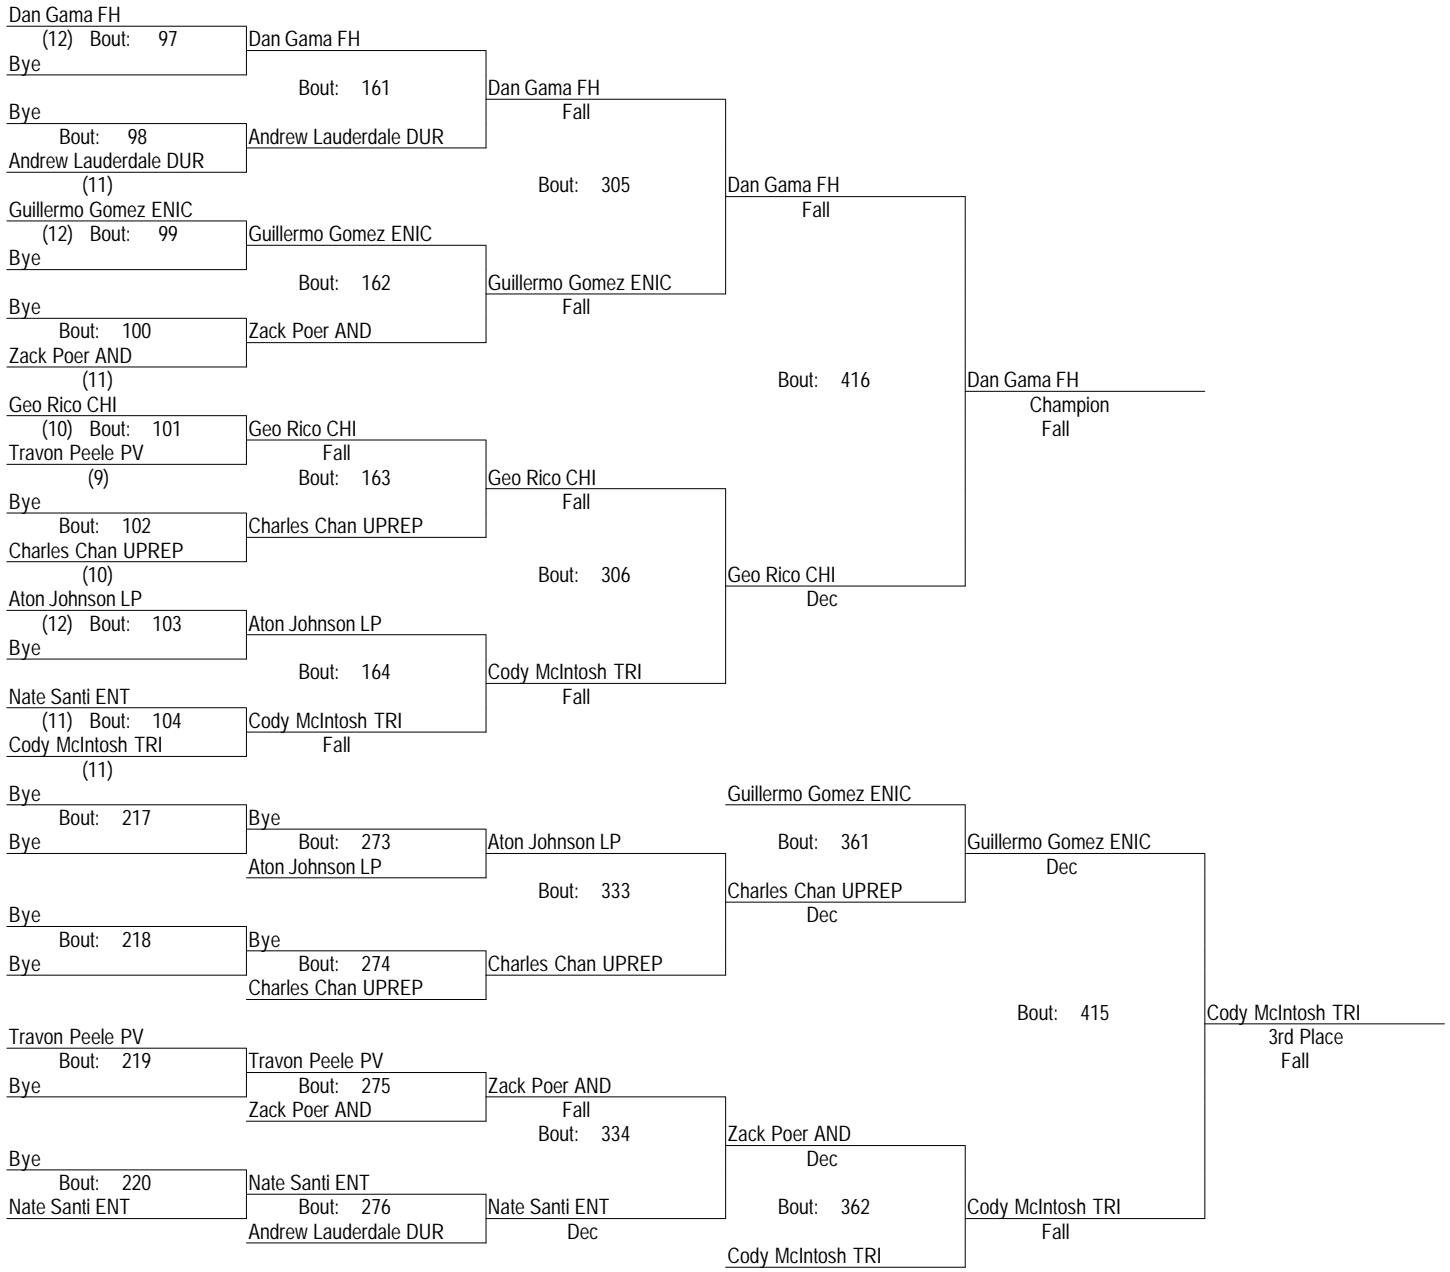 Dan Gama FH
(12) Bout: 97 Dan Gama FH
Bye
Bout: 161 Dan Gama FH
Bye Fall
Bout: 98 Andrew Lauderdale DUR
Andrew Lauderdale DUR
(11) Bout: 305 Dan Gama FH
Guillermo Gomez ENIC Fall
(12) Bout: 99 Guillermo Gomez ENIC
Bye
Bout: 162 Guillermo Gomez ENIC
Bye Fall
Bout: 100 Zack Poer AND
Zack Poer AND
(11) Bout: 416 Dan Gama FH
Geo Rico CHI Champion
(10) Bout: 101 Geo Rico CHI Fall
Travon Peele PV Fall
(9) Bout: 163 Geo Rico CHI
Bye Fall
Bout: 102 Charles Chan UPREP
Charles Chan UPREP
(10) Bout: 306 Geo Rico CHI
Aton Johnson LP Dec
(12) Bout: 103 Aton Johnson LP
Bye
Bout: 164 Cody McIntosh TRI
Nate Santi ENT Fall
(11) Bout: 104 Cody McIntosh TRI
Cody McIntosh TRI Fall
(11)
Bye Guillermo Gomez ENIC
Bout: 217 Bye
Bye Bout: 273 Aton Johnson LP Bout: 361 Guillermo Gomez ENIC
Aton Johnson LP Dec
Bout: 333 Charles Chan UPREP
Bye Dec
Bout: 218 Bye
Bye Bout: 274 Charles Chan UPREP
Charles Chan UPREP
Bout: 415 Cody McIntosh TRI
Travon Peele PV 3rd Place
Bout: 219 Travon Peele PV Fall
Bye Bout: 275 Zack Poer AND
Zack Poer AND Fall
Bout: 334 Zack Poer AND
Bye Dec
Bout: 220 Nate Santi ENT
Nate Santi ENT Bout: 276 Nate Santi ENT Bout: 362 Cody McIntosh TRI
Andrew Lauderdale DUR Dec Fall
Cody McIntosh TRI